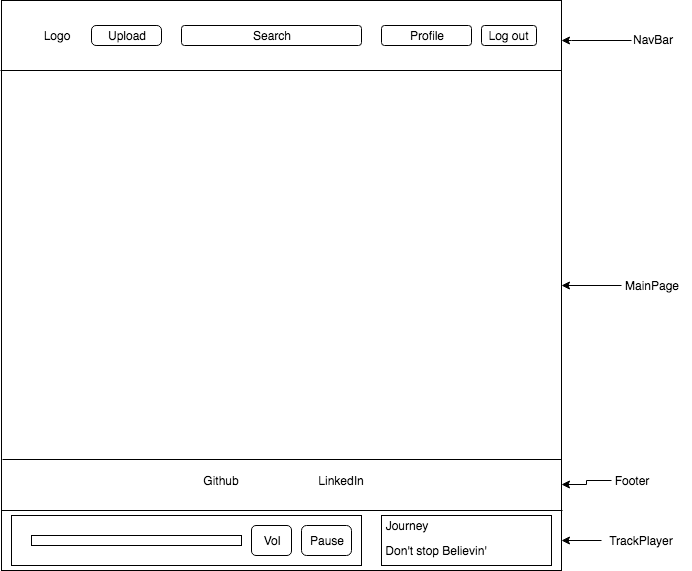 Logo Upload Search Profile Log out NavBar
MainPage
Github LinkedIn Footer
Journey
Vol Pause TrackPlayer
Don't stop Believin'